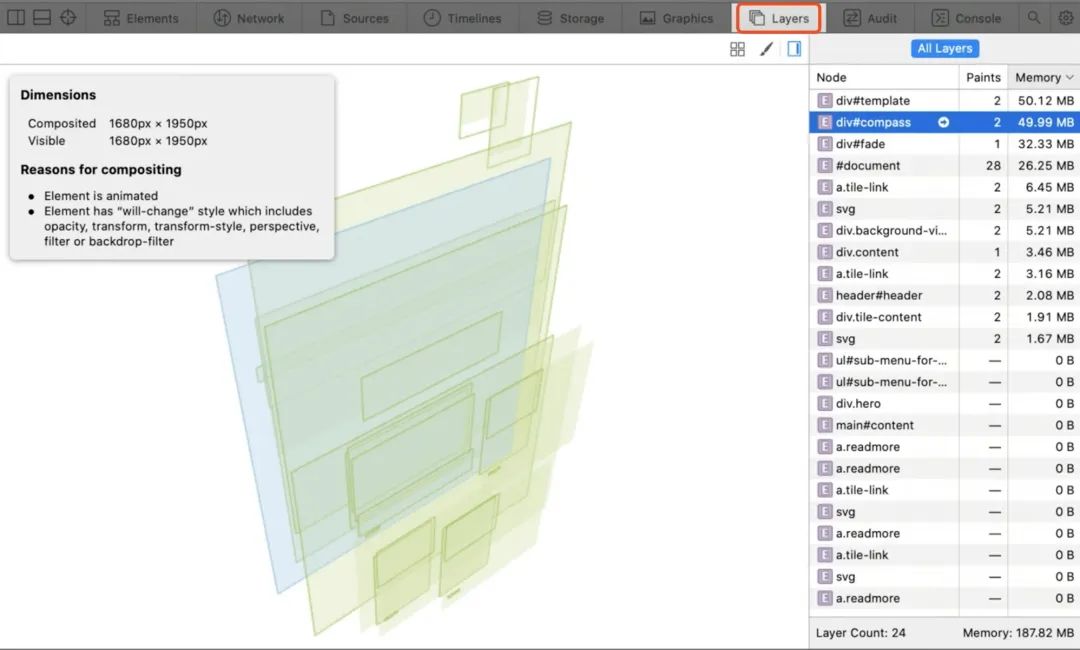 Elements Network Sources Timelines Storage Graphics Layers Audit Console
All Layers
Dimensions
Composited 1680px × 1950px
Visible 1680px × 1950px
Reasons for compositing
• Element is animated
• Element has “will-change” style which includes
opacity, transform, transform-style, perspective,
filter or backdrop-filter
Node Paints Memory
E div#template 2 50.12 MB
E div#compass 2 49.99 MB
E div#fade 1 32.33 MB
E #document 28 26.25 MB
E a.tile-link 2 6.45 MB
E svg 2 5.21 MB
E div.background-vi... 2 5.21 MB
E div.content 1 3.46 MB
E a.tile-link 2 3.16 MB
E header#header 2 2.08 MB
E div.tile-content 2 1.91 MB
E svg 2 1.67 MB
E ul#sub-menu-for-... — 0 B
E ul#sub-menu-for-... — 0 B
E div.hero — 0 B
E main#content — 0 B
E a.readmore — 0 B
E a.readmore — 0 B
E a.tile-link — 0 B
E svg — 0 B
E a.readmore — 0 B
E a.tile-link — 0 B
E svg — 0 B
E a.readmore — 0 B
Layer Count: 24 Memory: 187.82 MB